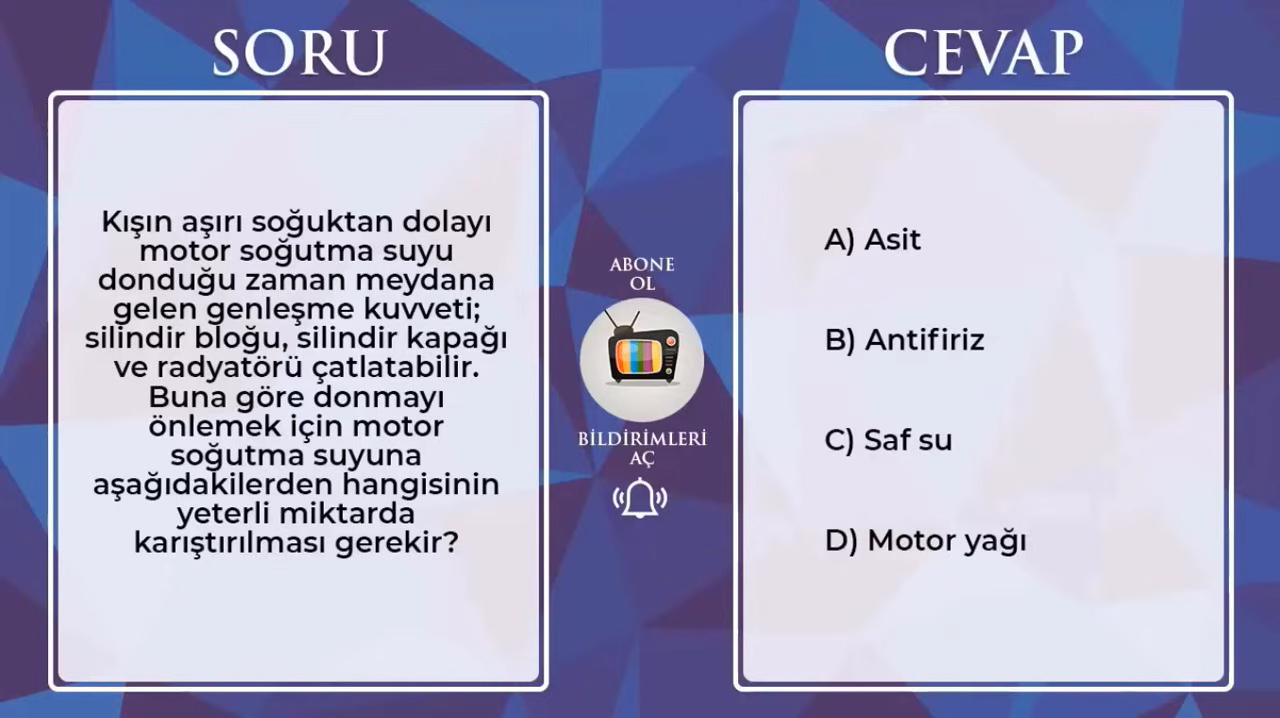 SORU
Kışın aşırı soğuktan dolayı
motor soğutma suyu
donduğu zaman meydana
gelen genleşme kuvveti;
silindir bloğu, silindir kapağı
ve radyatörü çatlatabilir.
Buna göre donmayı
önlemek için motor
soğutma suyuna
aşağıdakilerden hangisinin
yeterli miktarda
karıştırılması gerekir?
ABONE
OL
BİLDİRİMLERİ
AÇ
CEVAP
A) Asit
B) Antifiriz
C) Saf su
D) Motor yağı